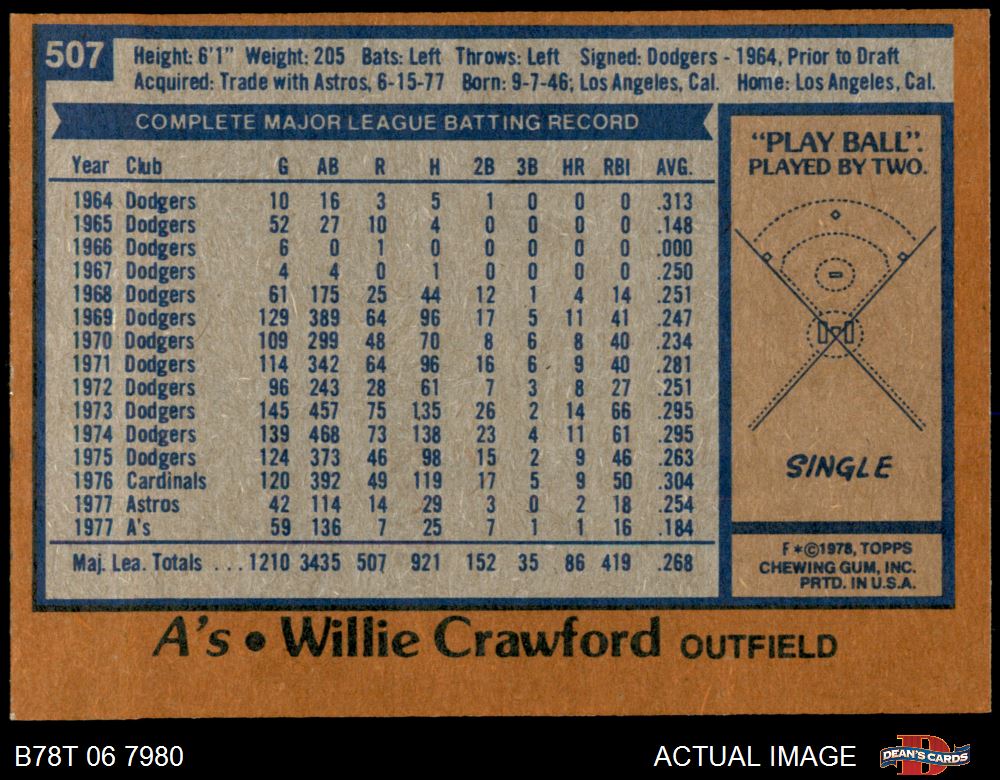 507
Height: 6'1" Weight: 205 Bats: Left Throws: Left Signed: Dodgers - 1964, Prior to Draft
Acquired: Trade with Astros, 6-15-77 Born: 9-7-46, Los Angeles, Cal. Home: Los Angeles, Cal.
COMPLETE MAJOR LEAGUE BATTING RECORD
Year Club G AB R H 2B 3B HR RBI AVG.
1964 Dodgers 10 16 3 5 1 0 0 0 .313
1965 Dodgers 52 27 10 4 0 0 0 0 .148
1966 Dodgers 6 0 1 0 0 0 0 0 .000
1967 Dodgers 4 4 0 1 0 0 0 0 .250
1968 Dodgers 61 175 25 44 12 1 4 14 .251
1969 Dodgers 129 389 64 96 17 5 11 41 .247
1970 Dodgers 109 299 48 70 8 6 8 40 .234
1971 Dodgers 114 342 64 96 16 6 9 40 .281
1972 Dodgers 96 243 28 61 7 3 8 27 .251
1973 Dodgers 145 457 75 135 26 2 14 66 .295
1974 Dodgers 139 468 73 138 23 4 11 61 .295
1975 Dodgers 124 373 46 98 15 2 9 46 .263
1976 Cardinals 120 392 49 119 17 5 9 50 .304
1977 Astros 42 114 14 29 3 0 2 18 .254
1977 A's 59 136 7 25 7 1 1 16 .184
Maj. Lea. Totals ... 1210 3435 507 921 152 35 86 419 .268
"PLAY BALL".
PLAYED BY TWO.
SINGLE
F*©1978, TOPPS
CHEWING GUM, INC.
PRTD. IN U.S.A.
A's • Willie Crawford OUTFIELD
B78T 06 7980
ACTUAL IMAGE
DEAN'S CARDS